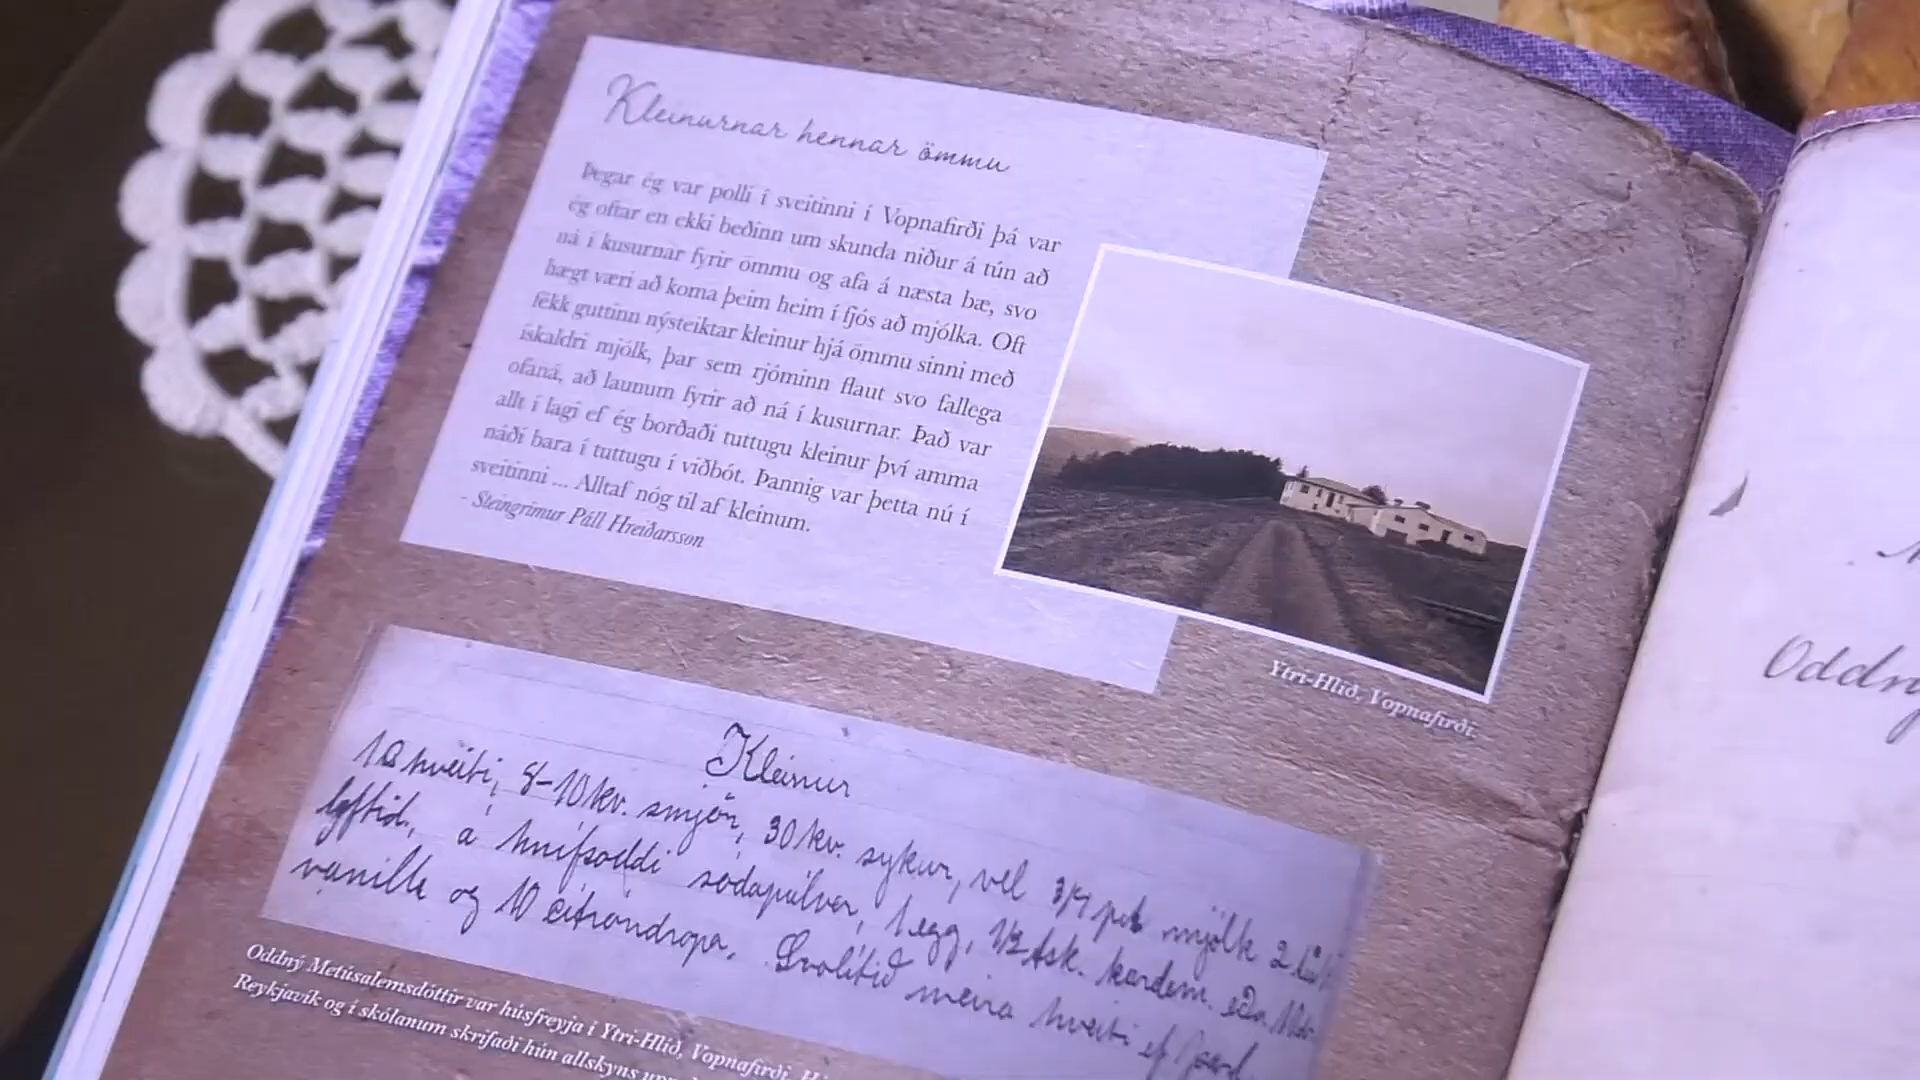 Kleinurnar hennar ömmu
Þegar ég var polli í sveitinni í Vopnafirði þá var
ég oftar en ekki beðinn um skunda niður á tún að
ná í kusurnar fyrir ömmu og afa á næsta bæ, svo
hægt væri að koma þeim heim í fjós að mjólka. Oft
fékk guttinn nýsteiktar kleinur hjá ömmu sinni með
ískaldri mjólk, þar sem rjóminn flaut svo fallega
ofaná, að launum fyrir að ná í kusurnar. Það var
allt í lagi ef ég borðaði tuttugu kleinur því amma
náði bara í tuttugu í viðbót. Þannig var þetta nú í
sveitinni ... Alltaf nóg til af kleinum.
- Steingrímur Páll Hreiðarsson
Ytri-Hlíð, Vopnafirði.
Kleinur
hveiti, 8-10 kv. smjör, 30 kv. sykur, vel 3/4 mjólk 2
lyftid, á hnífsoddi sódapúlver, 1 egg, 1/2 tsk. kardem. eða
vanille og 10 citróndropa. Svolítið meira hveiti ef
Oddný Metúsalemsdóttir var húsfreyja í Ytri-Hlíð, Vopnafirði.
Reykjavík og í skólanum skrifaði hún allskyns